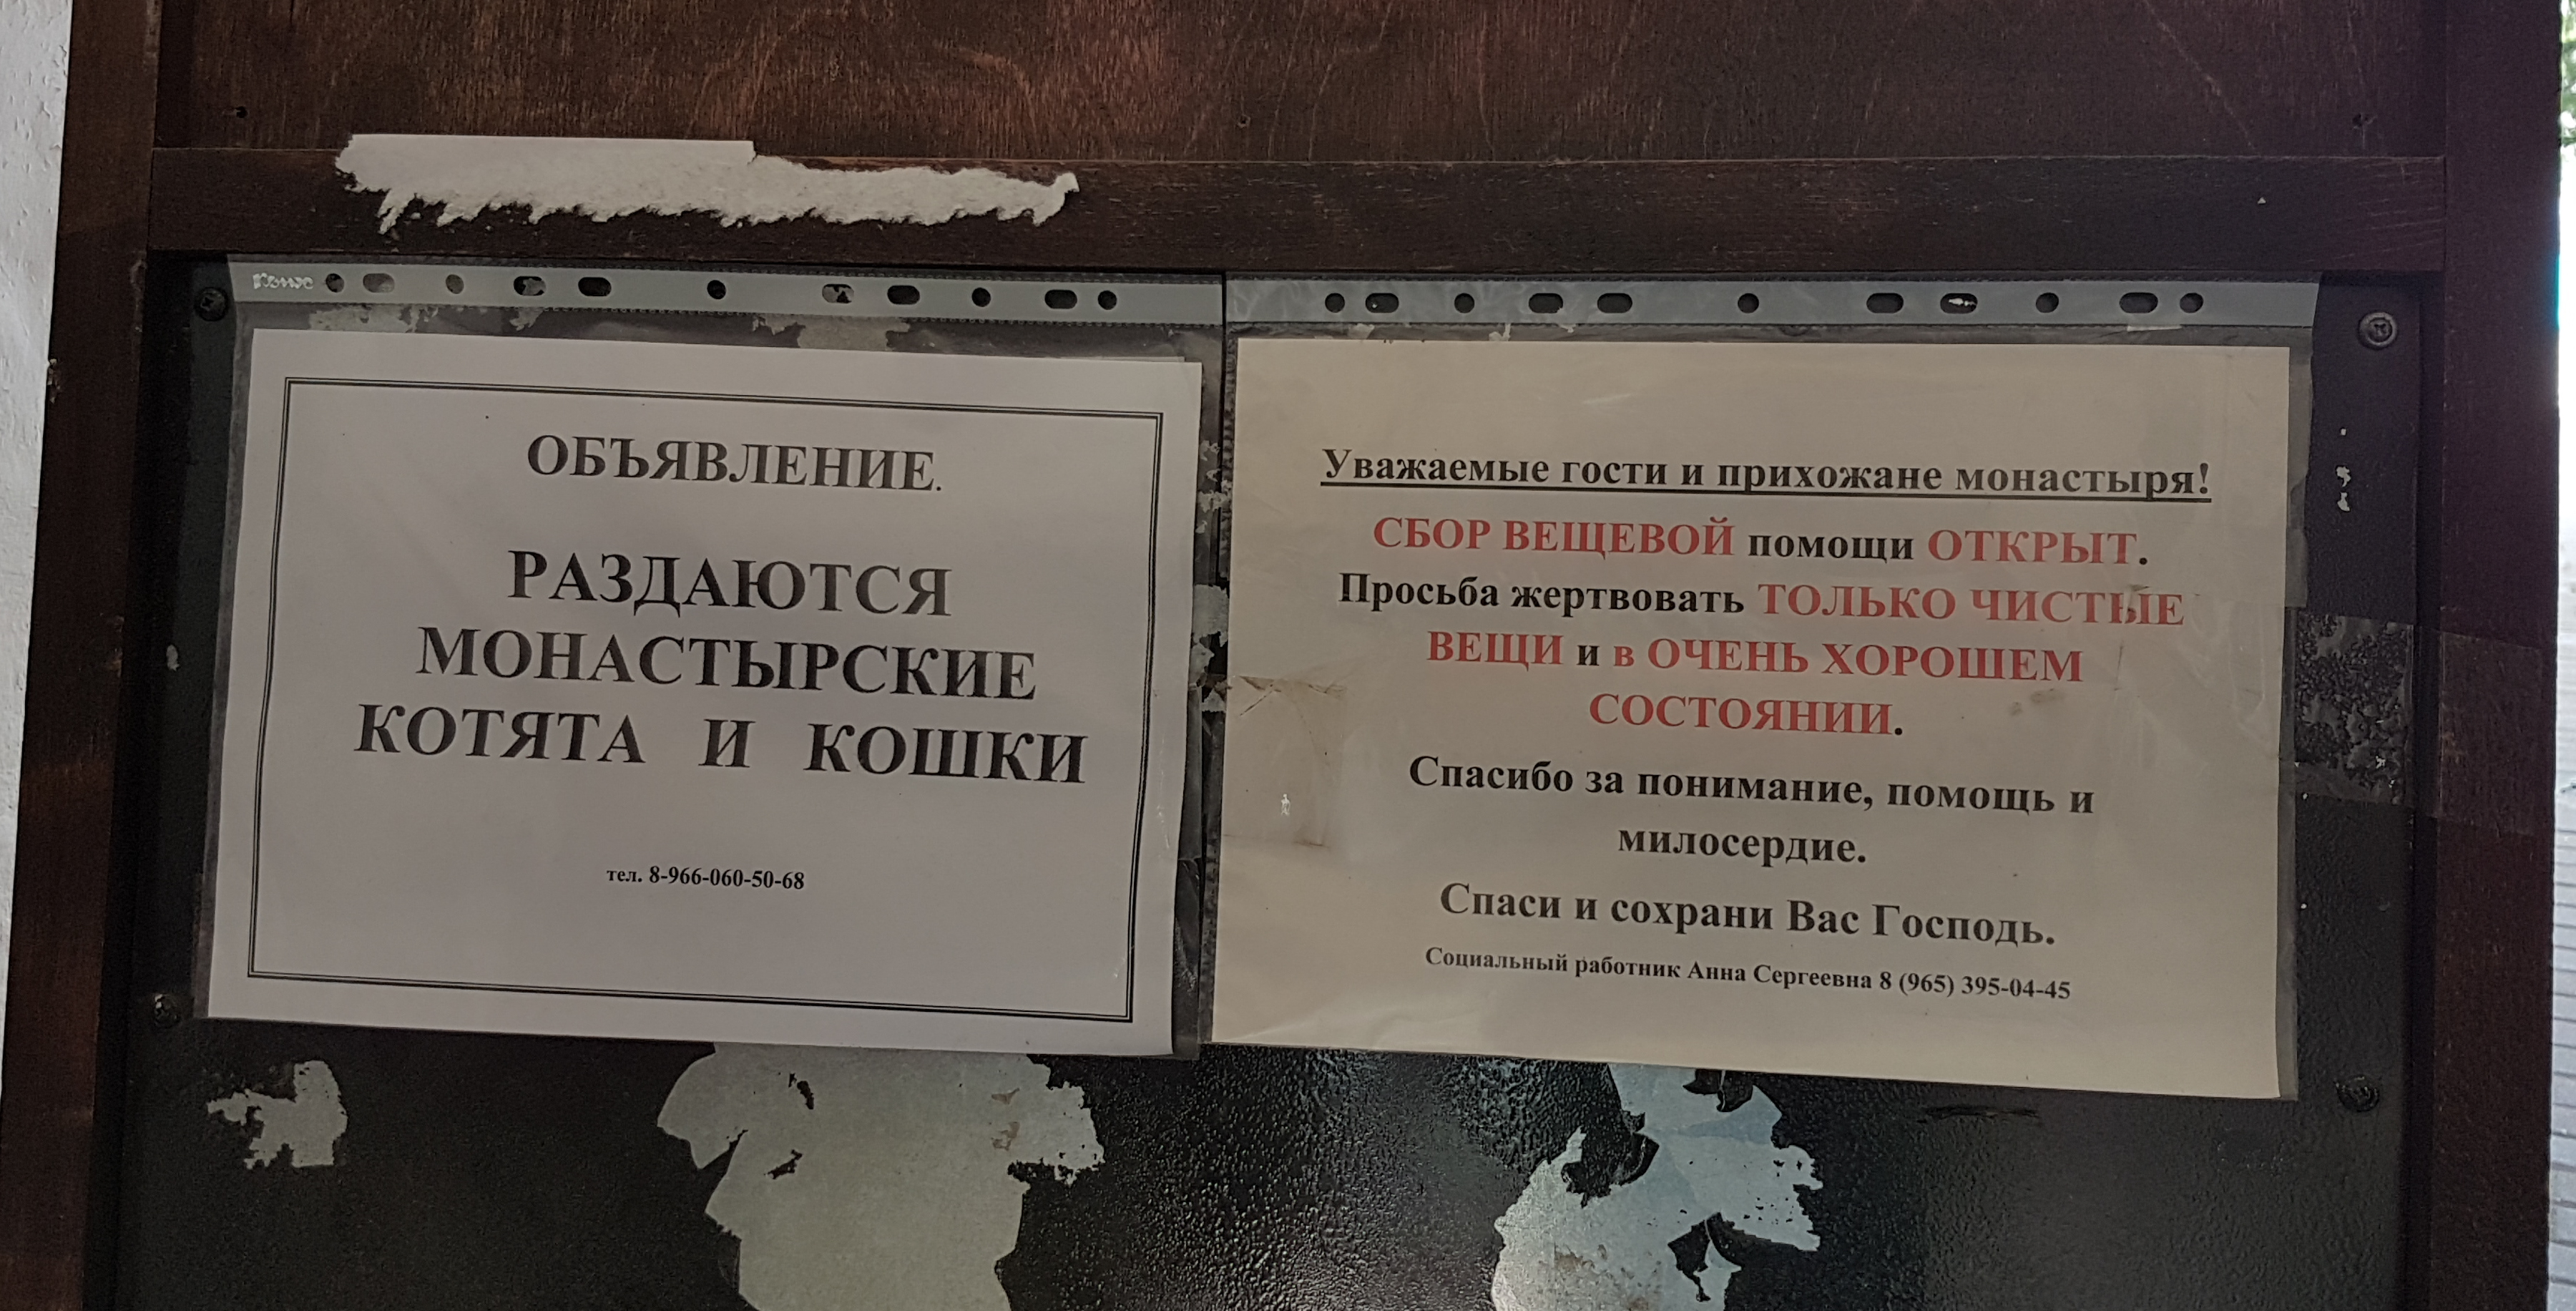 Комус
ОБЪЯВЛЕНИЕ.
РАЗДАЮТСЯ
МОНАСТЫРСКИЕ
КОТЯТА И КОШКИ
тел. 8-966-060-50-68
Уважаемые гости и прихожане монастыря!
СБОР ВЕЩЕВОЙ помощи ОТКРЫТ.
Просьба жертвовать ТОЛЬКО ЧИСТЫЕ
ВЕЩИ и в ОЧЕНЬ ХОРОШЕМ
СОСТОЯНИИ.
Спасибо за понимание, помощь и
милосердие.
Спаси и сохрани Вас Господь.
Социальный работник Анна Сергеевна 8 (965) 395-04-45